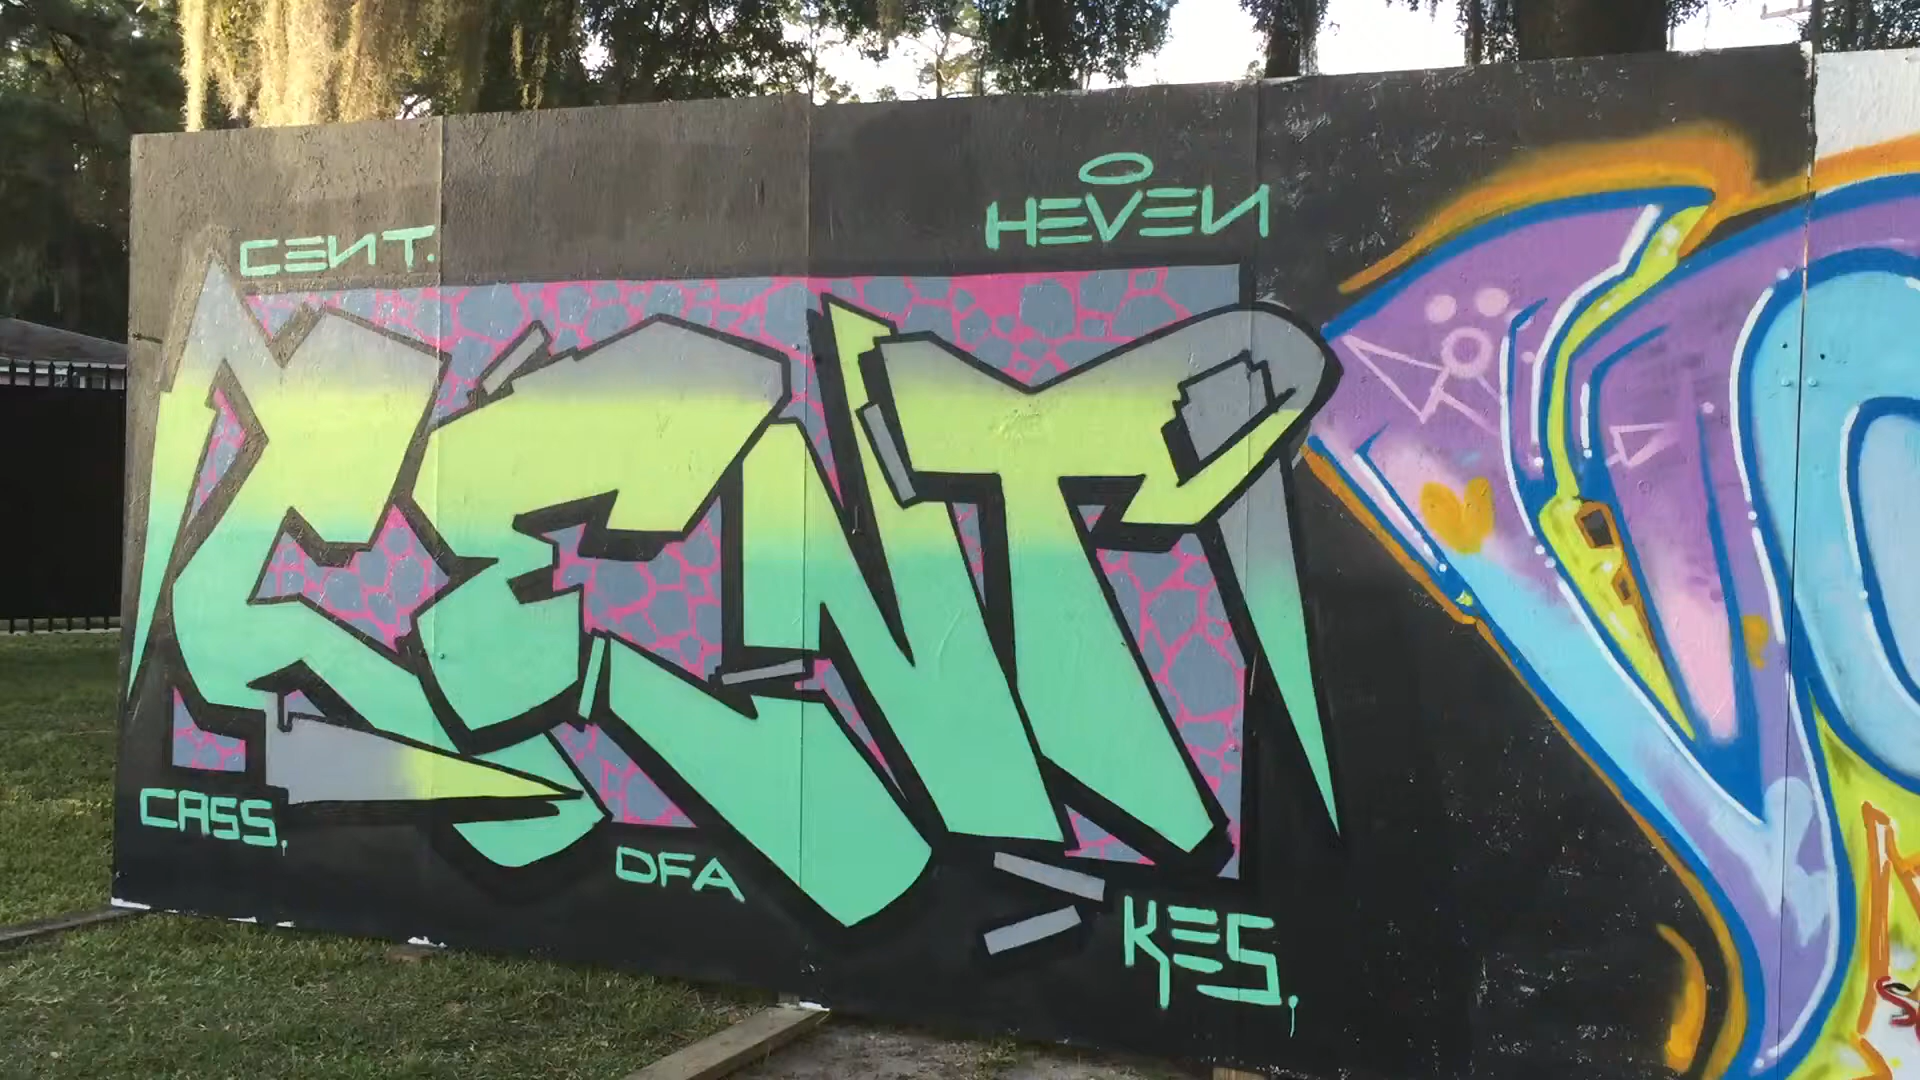 CENT.
HEVEN
CENT
CASS.
DFA
KES.